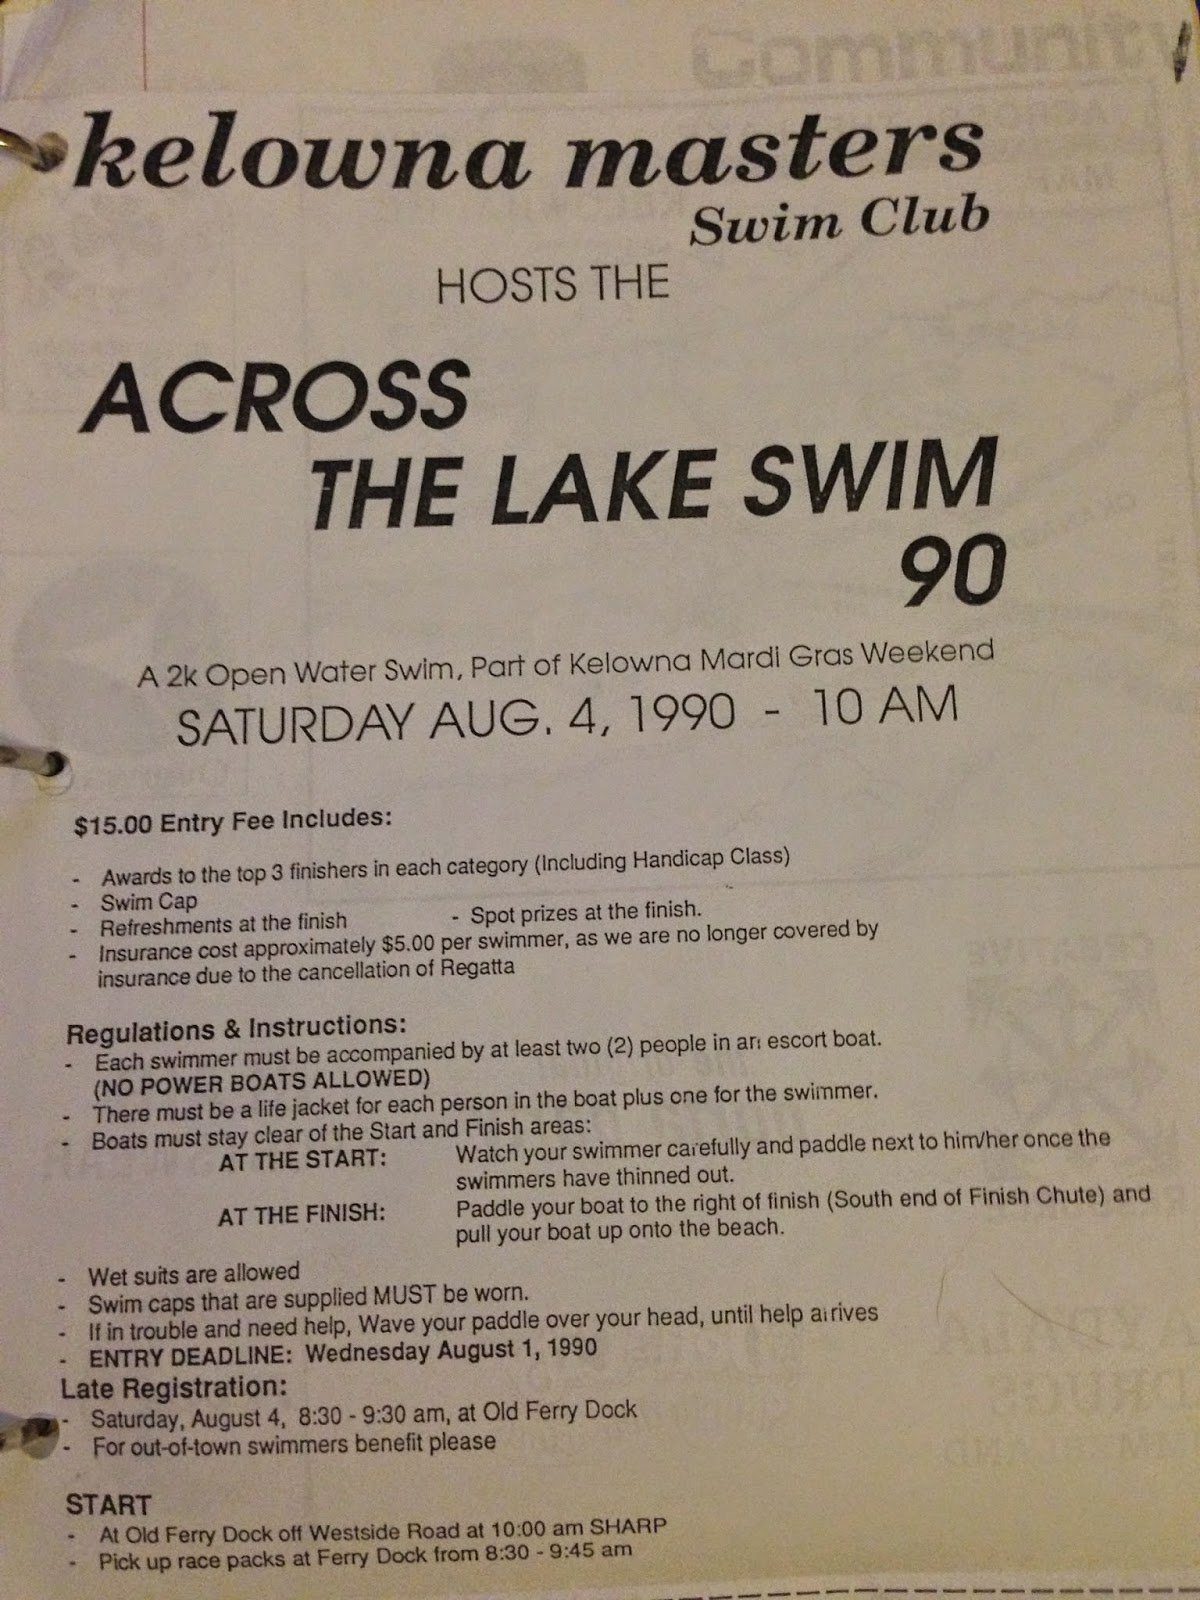 Community
kelowna masters
Swim Club
HOSTS THE
ACROSS
THE LAKE SWIM
90
A 2k Open Water Swim, Part of Kelowna Mardi Gras Weekend
SATURDAY AUG. 4, 1990 - 10 AM
$15.00 Entry Fee Includes:
- Awards to the top 3 finishers in each category (Including Handicap Class)
- Swim Cap
- Refreshments at the finish - Spot prizes at the finish.
- Insurance cost approximately $5.00 per swimmer, as we are no longer covered by
insurance due to the cancellation of Regatta
Regulations & Instructions:
- Each swimmer must be accompanied by at least two (2) people in an escort boat.
(NO POWER BOATS ALLOWED)
- There must be a life jacket for each person in the boat plus one for the swimmer.
- Boats must stay clear of the Start and Finish areas:
AT THE START: Watch your swimmer carefully and paddle next to him/her once the
swimmers have thinned out.
AT THE FINISH: Paddle your boat to the right of finish (South end of Finish Chute) and
pull your boat up onto the beach.
- Wet suits are allowed
- Swim caps that are supplied MUST be worn.
- If in trouble and need help, Wave your paddle over your head, until help arrives
- ENTRY DEADLINE: Wednesday August 1, 1990
Late Registration:
- Saturday, August 4, 8:30 - 9:30 am, at Old Ferry Dock
- For out-of-town swimmers benefit please
START
- At Old Ferry Dock off Westside Road at 10:00 am SHARP
- Pick up race packs at Ferry Dock from 8:30 - 9:45 am